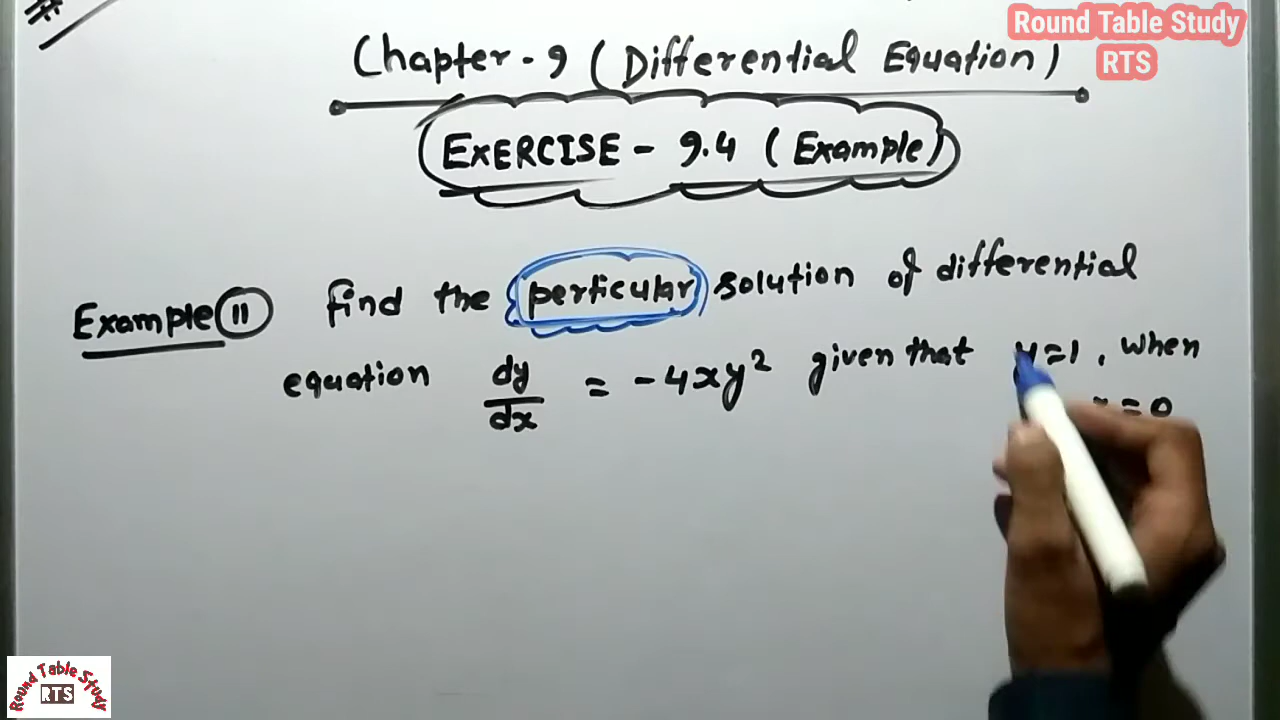 Round Table Study
RTS
Chapter - 9 ( Differential Equation )
EXERCISE - 9.4 ( Example )
Example 11 find the perticular solution of differential
equation dy/dx = -4xy² given that y=1, when
x=0
Round Table Study
RTS